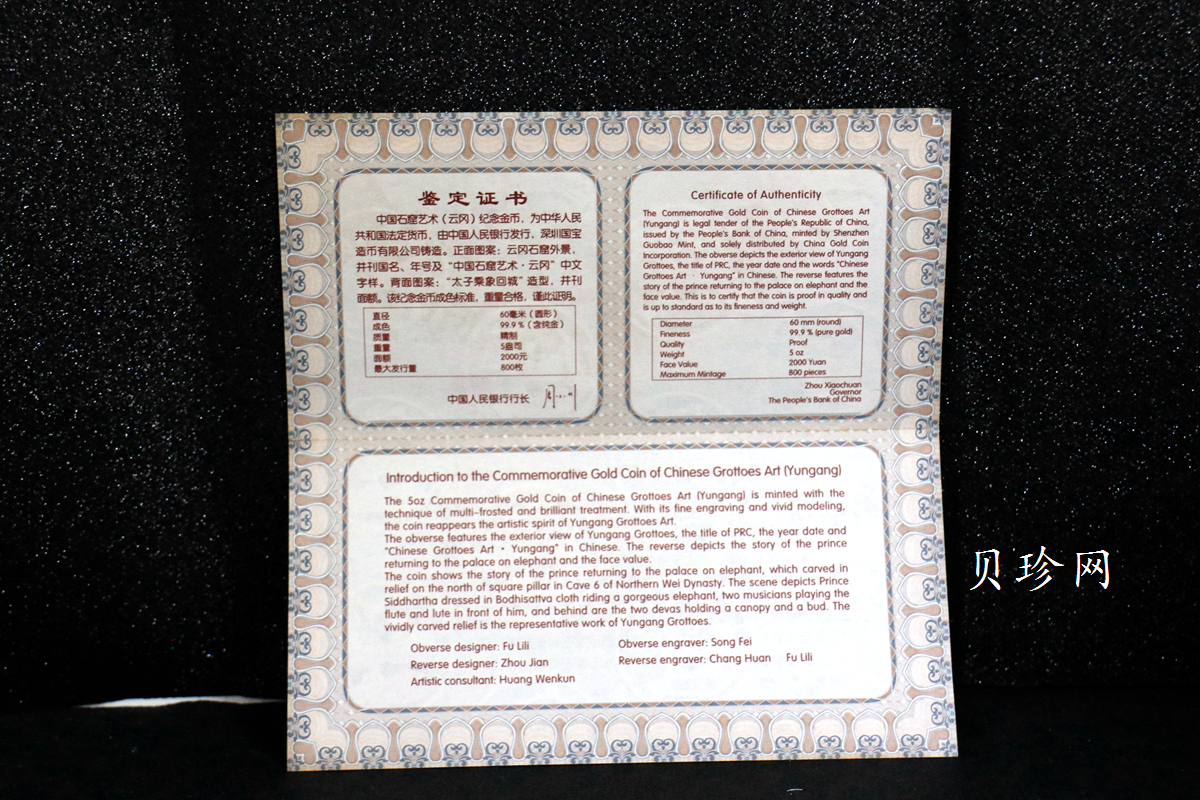 鉴定证书
中国石窟艺术（云冈）纪念金币，为中华人民
共和国法定货币，由中国人民银行发行，深圳国宝
造币有限公司铸造。正面图案：云冈石窟外景，
并刊国名、年号及“中国石窟艺术·云冈”中文
字样。背面图案：“太子乘象回城”造型，并刊
面额。该纪念金币成色标准，重量合格，谨此证明。
直径 60毫米（圆形）
成色 99.9%（含纯金）
质量 精制
重量 5盎司
面额 2000元
最大发行量 800枚
中国人民银行行长
Certificate of Authenticity
The Commemorative Gold Coin of Chinese Grottoes Art
(Yungang) is legal tender of the People's Republic of China,
issued by the People's Bank of China, minted by Shenzhen
Guobao Mint, and solely distributed by China Gold Coin
Incorporation. The obverse depicts the exterior view of Yungang
Grottoes, the title of PRC, the year date and the words "Chinese
Grottoes Art · Yungang" in Chinese. The reverse features the
story of the prince returning to the palace on elephant and the
face value. This is to certify that the coin is proof in quality and
is up to standard as to its fineness and weight.
Diameter 60 mm (round)
Fineness 99.9 % (pure gold)
Quality Proof
Weight 5 oz
Face Value 2000 Yuan
Maximum Mintage 800 pieces
Zhou Xiaochuan
Governor
The People's Bank of China
Introduction to the Commemorative Gold Coin of Chinese Grottoes Art (Yungang)
The 5oz Commemorative Gold Coin of Chinese Grottoes Art (Yungang) is minted with the
technique of multi-frosted and brilliant treatment. With its fine engraving and vivid modeling,
the coin reappears the artistic spirit of Yungang Grottoes Art.
The obverse features the exterior view of Yungang Grottoes, the title of PRC, the year date and
"Chinese Grottoes Art · Yungang" in Chinese. The reverse depicts the story of the prince
returning to the palace on elephant and the face value.
The coin shows the story of the prince returning to the palace on elephant, which carved in
relief on the north of square pillar in Cave 6 of Northern Wei Dynasty. The scene depicts Prince
Siddhartha dressed in Bodhisattva cloth riding a gorgeous elephant, two musicians playing the
flute and lute in front of him, and behind are the two devas holding a canopy and a bud. The
vividly carved relief is the representative work of Yungang Grottoes.
Obverse designer: Fu Lili Obverse engraver: Song Fei
Reverse designer: Zhou Jian Reverse engraver: Chang Huan Fu Lili
Artistic consultant: Huang Wenkun
贝珍网